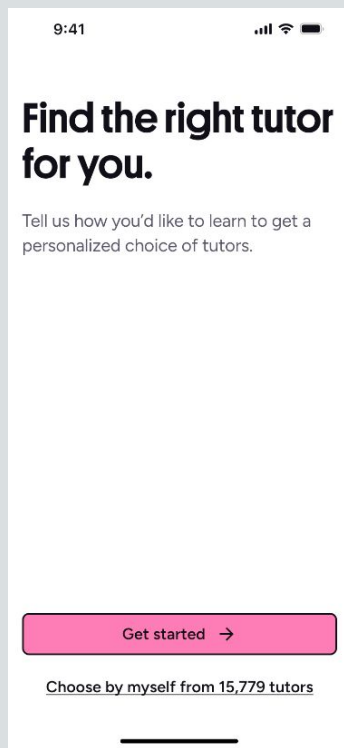 9:41
Find the right tutor
for you.
Tell us how you'd like to learn to get a
personalized choice of tutors.
Get started →
Choose by myself from 15,779 tutors